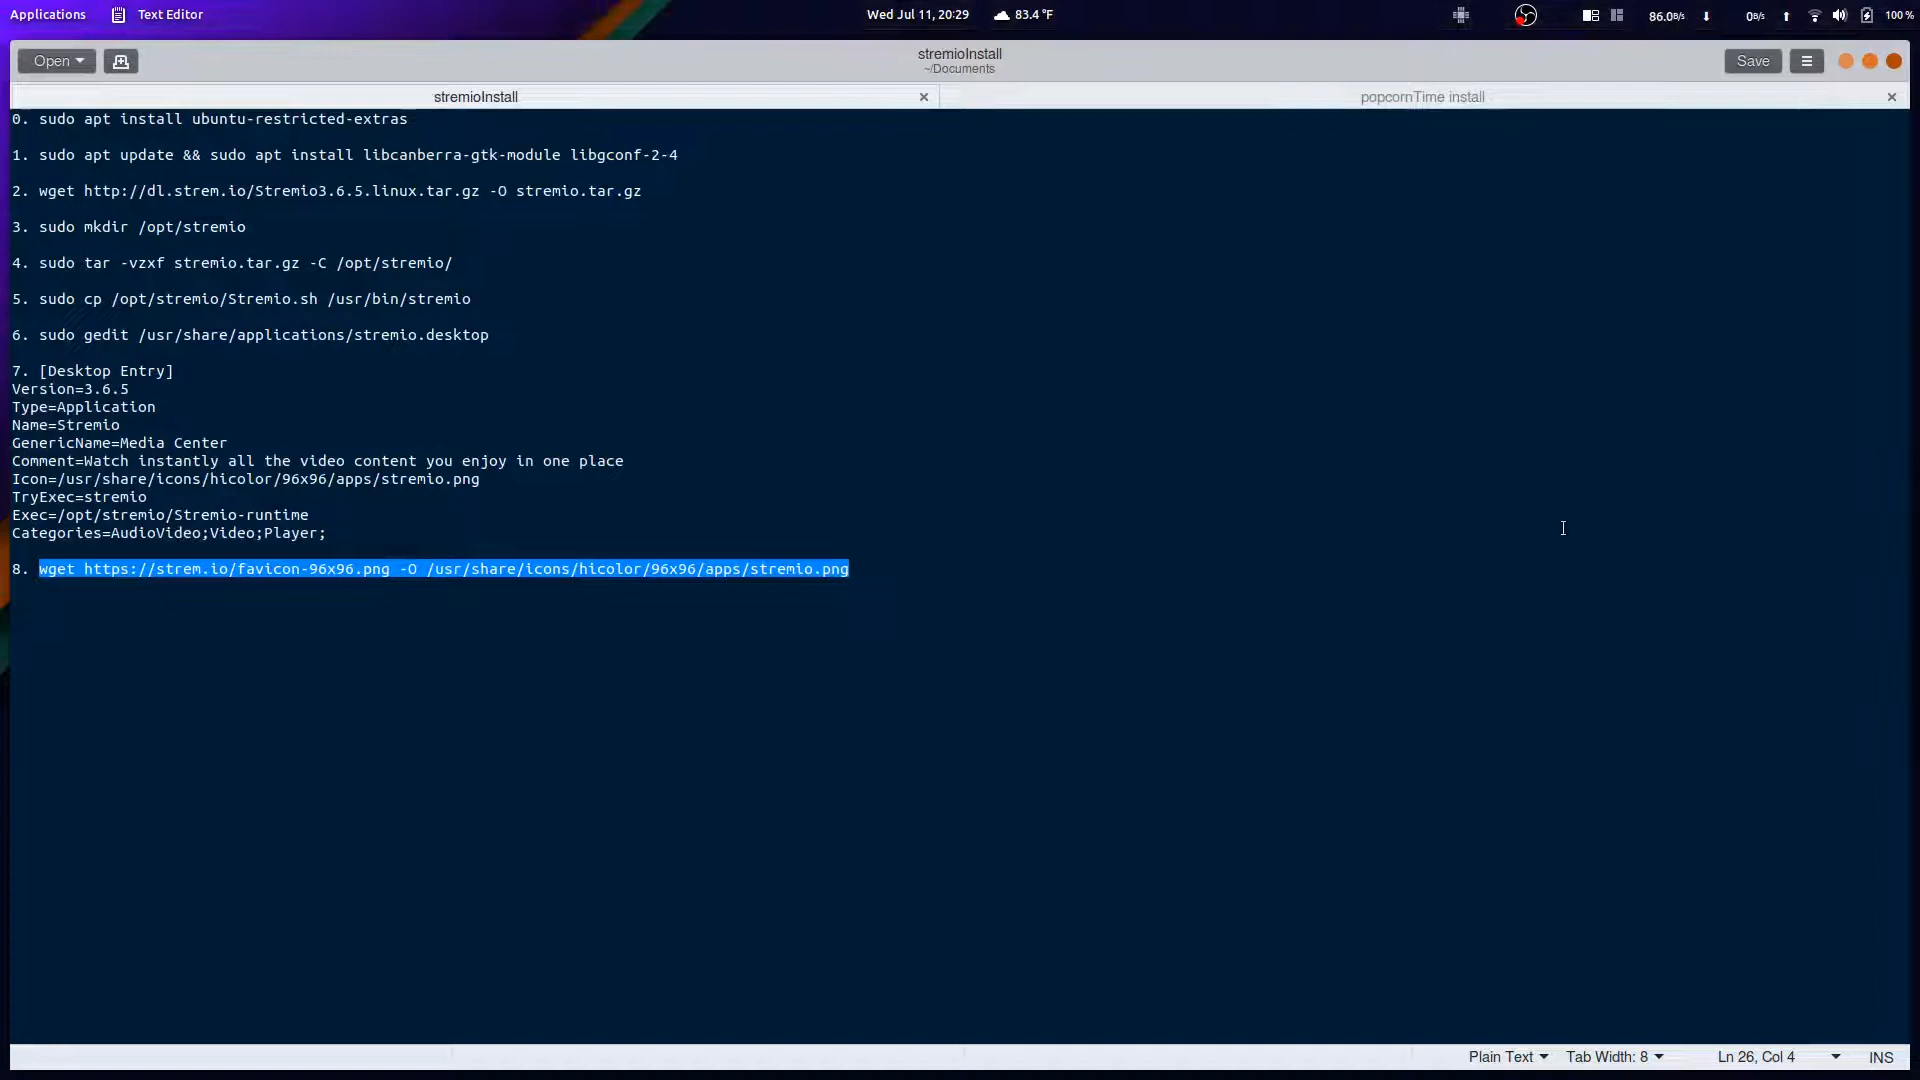 Applications Text Editor Wed Jul 11, 20:29 83.4 °F 86.0B/s 0B/s 100 %
Open stremioInstall Save
~/Documents
stremioInstall popcornTime install
0. sudo apt install ubuntu-restricted-extras
1. sudo apt update && sudo apt install libcanberra-gtk-module libgconf-2-4
2. wget http://dl.strem.io/Stremio3.6.5.linux.tar.gz -O stremio.tar.gz
3. sudo mkdir /opt/stremio
4. sudo tar -vzxf stremio.tar.gz -C /opt/stremio/
5. sudo cp /opt/stremio/Stremio.sh /usr/bin/stremio
6. sudo gedit /usr/share/applications/stremio.desktop
7. [Desktop Entry]
Version=3.6.5
Type=Application
Name=Stremio
GenericName=Media Center
Comment=Watch instantly all the video content you enjoy in one place
Icon=/usr/share/icons/hicolor/96x96/apps/stremio.png
TryExec=stremio
Exec=/opt/stremio/Stremio-runtime
Categories=AudioVideo;Video;Player;
8. wget https://strem.io/favicon-96x96.png -O /usr/share/icons/hicolor/96x96/apps/stremio.png
Plain Text Tab Width: 8 Ln 26, Col 4 INS